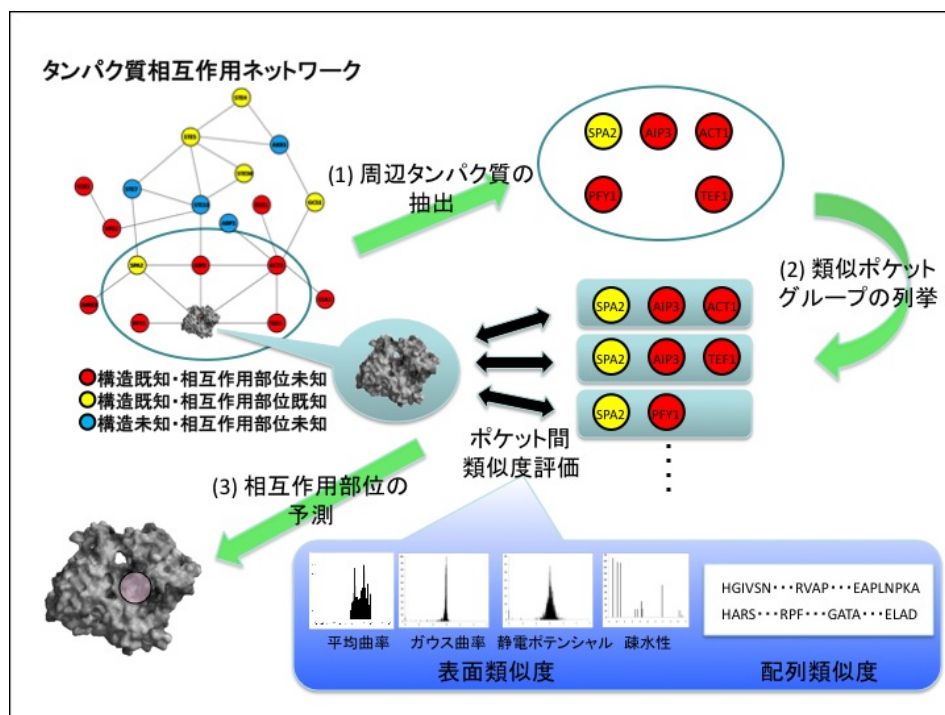 タンパク質相互作用ネットワーク
SPA2
SPA2 AIP3 ACT1
PFY1 TEF1
(1) 周辺タンパク質の
抽出
(2) 類似ポケット
グループの列挙
SPA2 AIP3 ACT1
SPA2 AIP3 TEF1
SPA2 PFY1
構造既知・相互作用部位未知
構造既知・相互作用部位既知
構造未知・相互作用部位未知
ポケット間
類似度評価
(3) 相互作用部位の
予測
平均曲率 ガウス曲率 静電ポテンシャル 疎水性
表面類似度
HGIVSN・・・RVAP・・・EAPLNPKA
HARS・・・RPF・・・GATA・・・ELAD
配列類似度